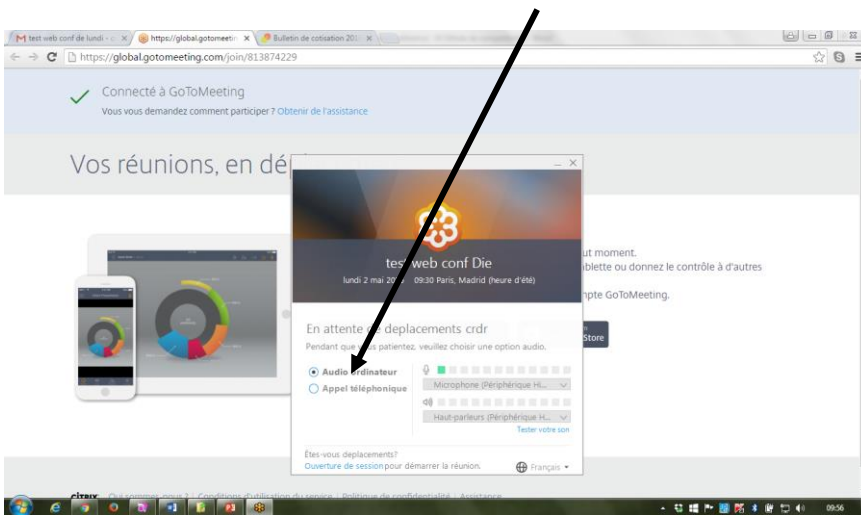 test web conf de lundi - c
https://global.gotomeetin
Bulletin de cotisation 201
https://global.gotomeeting.com/join/813874229
Connecté à GoToMeeting
Vous vous demandez comment participer ? Obtenir de l'assistance
Vos réunions, en dé
test web conf Die
lundi 2 mai 09:30 Paris, Madrid (heure d'été)
ut moment.
blette ou donnez le contrôle à d'autres
mpte GoToMeeting.
Store
En attente de deplacements crdr
Pendant que vous patientez, veuillez choisir une option audio.
Audio ordinateur
Microphone (Périphérique Hi...
Appel téléphonique
Haut-parleurs (Périphérique H...
Tester votre son
Êtes-vous deplacements?
Ouverture de session pour démarrer la réunion.
Français
CITRIX Qui sommes-nous ? | Conditions d'utilisation du service | Politique de confidentialité | Assistance
09:56